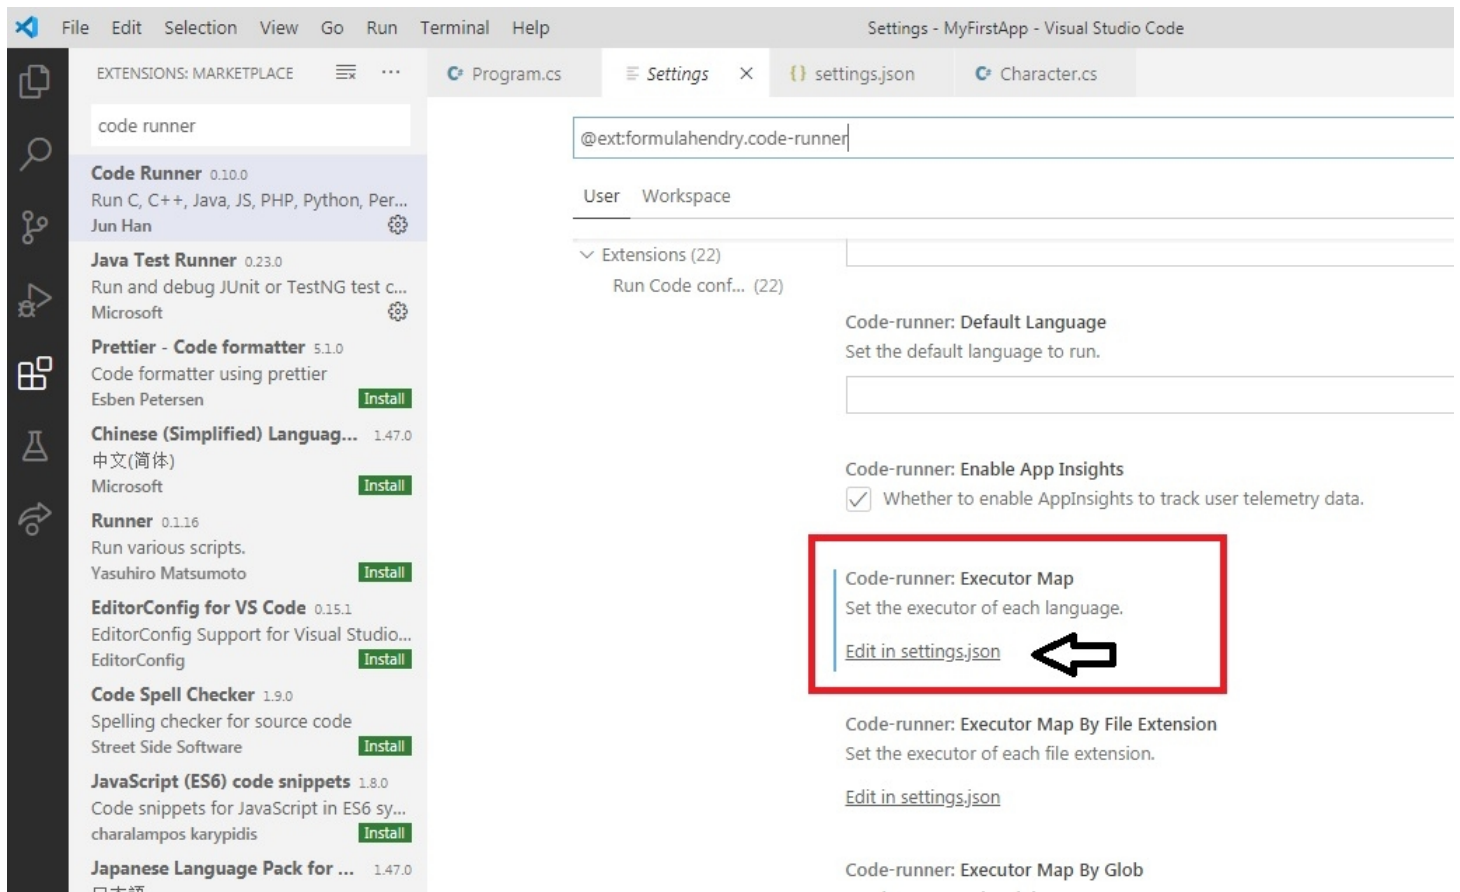 File Edit Selection View Go Run Terminal Help
Settings - MyFirstApp - Visual Studio Code
EXTENSIONS: MARKETPLACE
Program.cs
Settings
settings.json
Character.cs
code runner
Code Runner 0.10.0
Run C, C++, Java, JS, PHP, Python, Per...
Jun Han
Java Test Runner 0.23.0
Run and debug JUnit or TestNG test c...
Microsoft
Prettier - Code formatter 5.1.0
Code formatter using prettier
Esben Petersen Install
Chinese (Simplified) Languag... 1.47.0
中文(简体)
Microsoft Install
Runner 0.1.16
Run various scripts.
Yasuhiro Matsumoto Install
EditorConfig for VS Code 0.15.1
EditorConfig Support for Visual Studio...
EditorConfig Install
Code Spell Checker 1.9.0
Spelling checker for source code
Street Side Software Install
JavaScript (ES6) code snippets 1.8.0
Code snippets for JavaScript in ES6 sy...
charalampos karypidis Install
Japanese Language Pack for ... 1.47.0
@ext:formulahendry.code-runner
User Workspace
Extensions (22)
Run Code conf... (22)
Code-runner: Default Language
Set the default language to run.
Code-runner: Enable App Insights
Whether to enable AppInsights to track user telemetry data.
Code-runner: Executor Map
Set the executor of each language.
Edit in settings.json
Code-runner: Executor Map By File Extension
Set the executor of each file extension.
Edit in settings.json
Code-runner: Executor Map By Glob